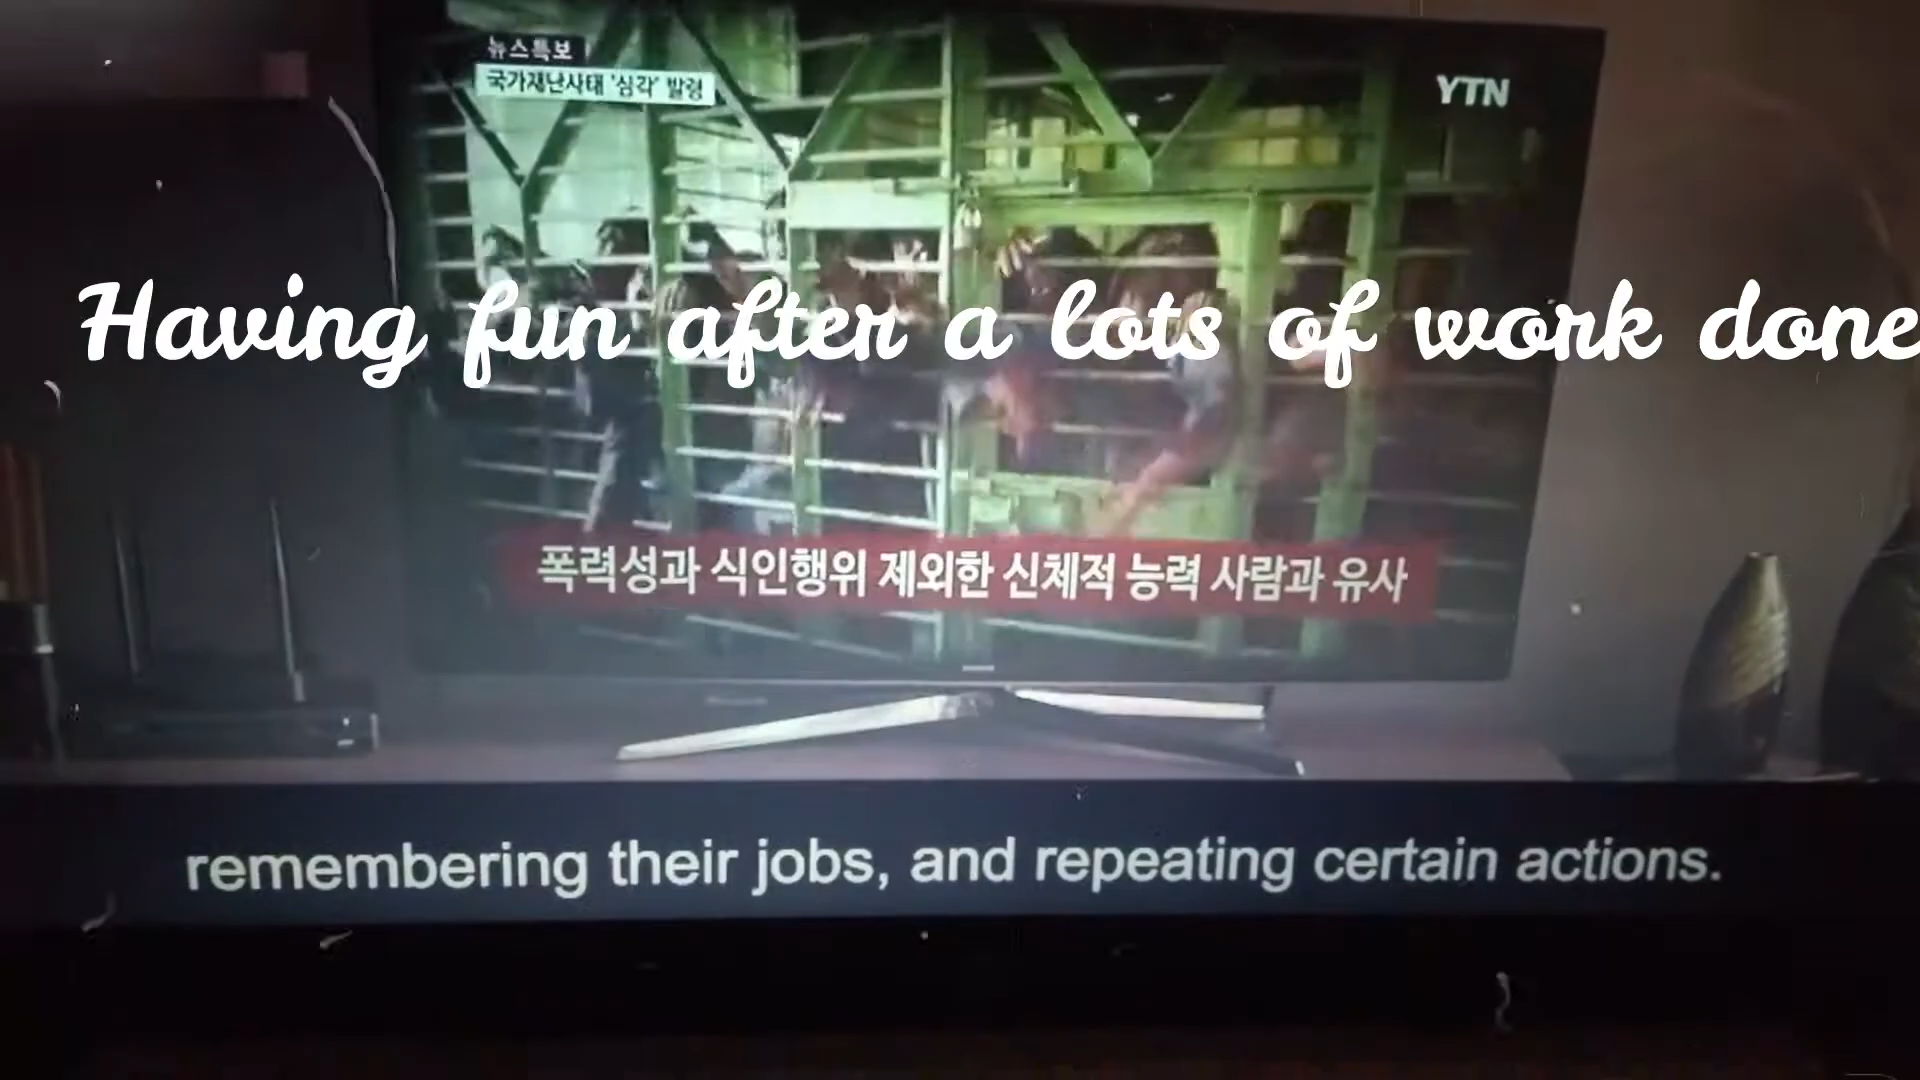 뉴스특보
국가재난사태 '심각' 발령
YTN
Having fun after a lots of work done
폭력성과 식인행위 제외한 신체적 능력 사람과 유사
remembering their jobs, and repeating certain actions.